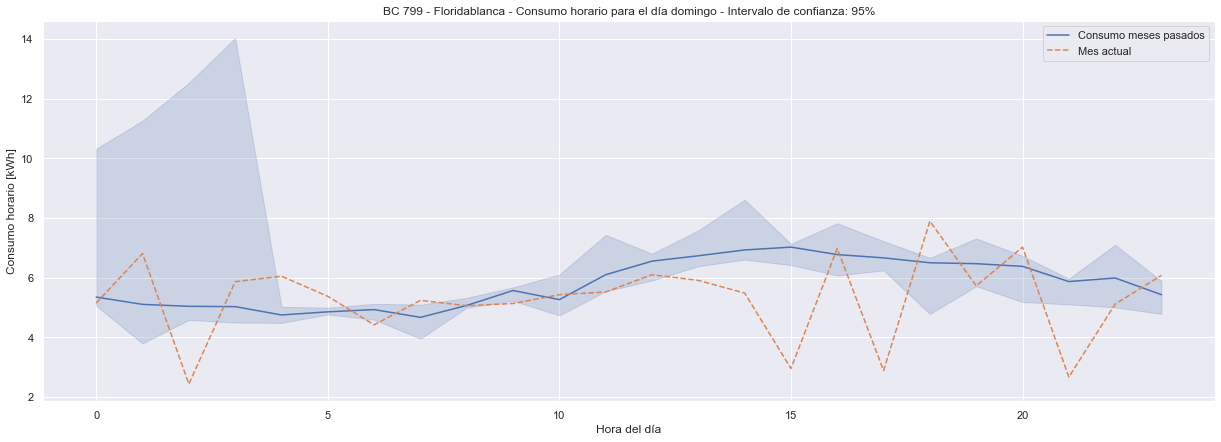 BC 799 - Floridablanca - Consumo horario para el día domingo - Intervalo de confianza: 95%
Consumo meses pasados
Mes actual
Consumo horario [kWh]
14
12
10
8
6
4
2
0
5
10
15
20
Hora del día